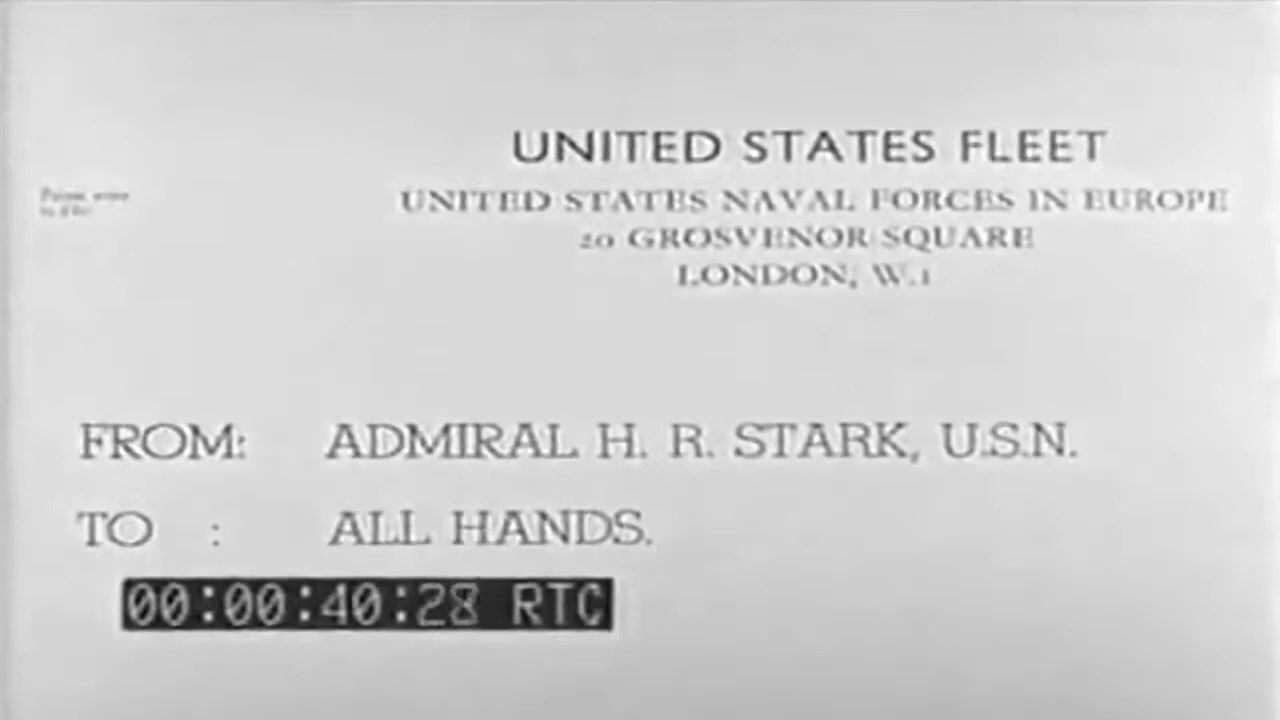 UNITED STATES FLEET
UNITED STATES NAVAL FORCES IN EUROPE
20 GROSVENOR SQUARE
LONDON, W.1
FROM: ADMIRAL H. R. STARK, U.S.N.
TO : ALL HANDS.
00:00:40:28 RTC